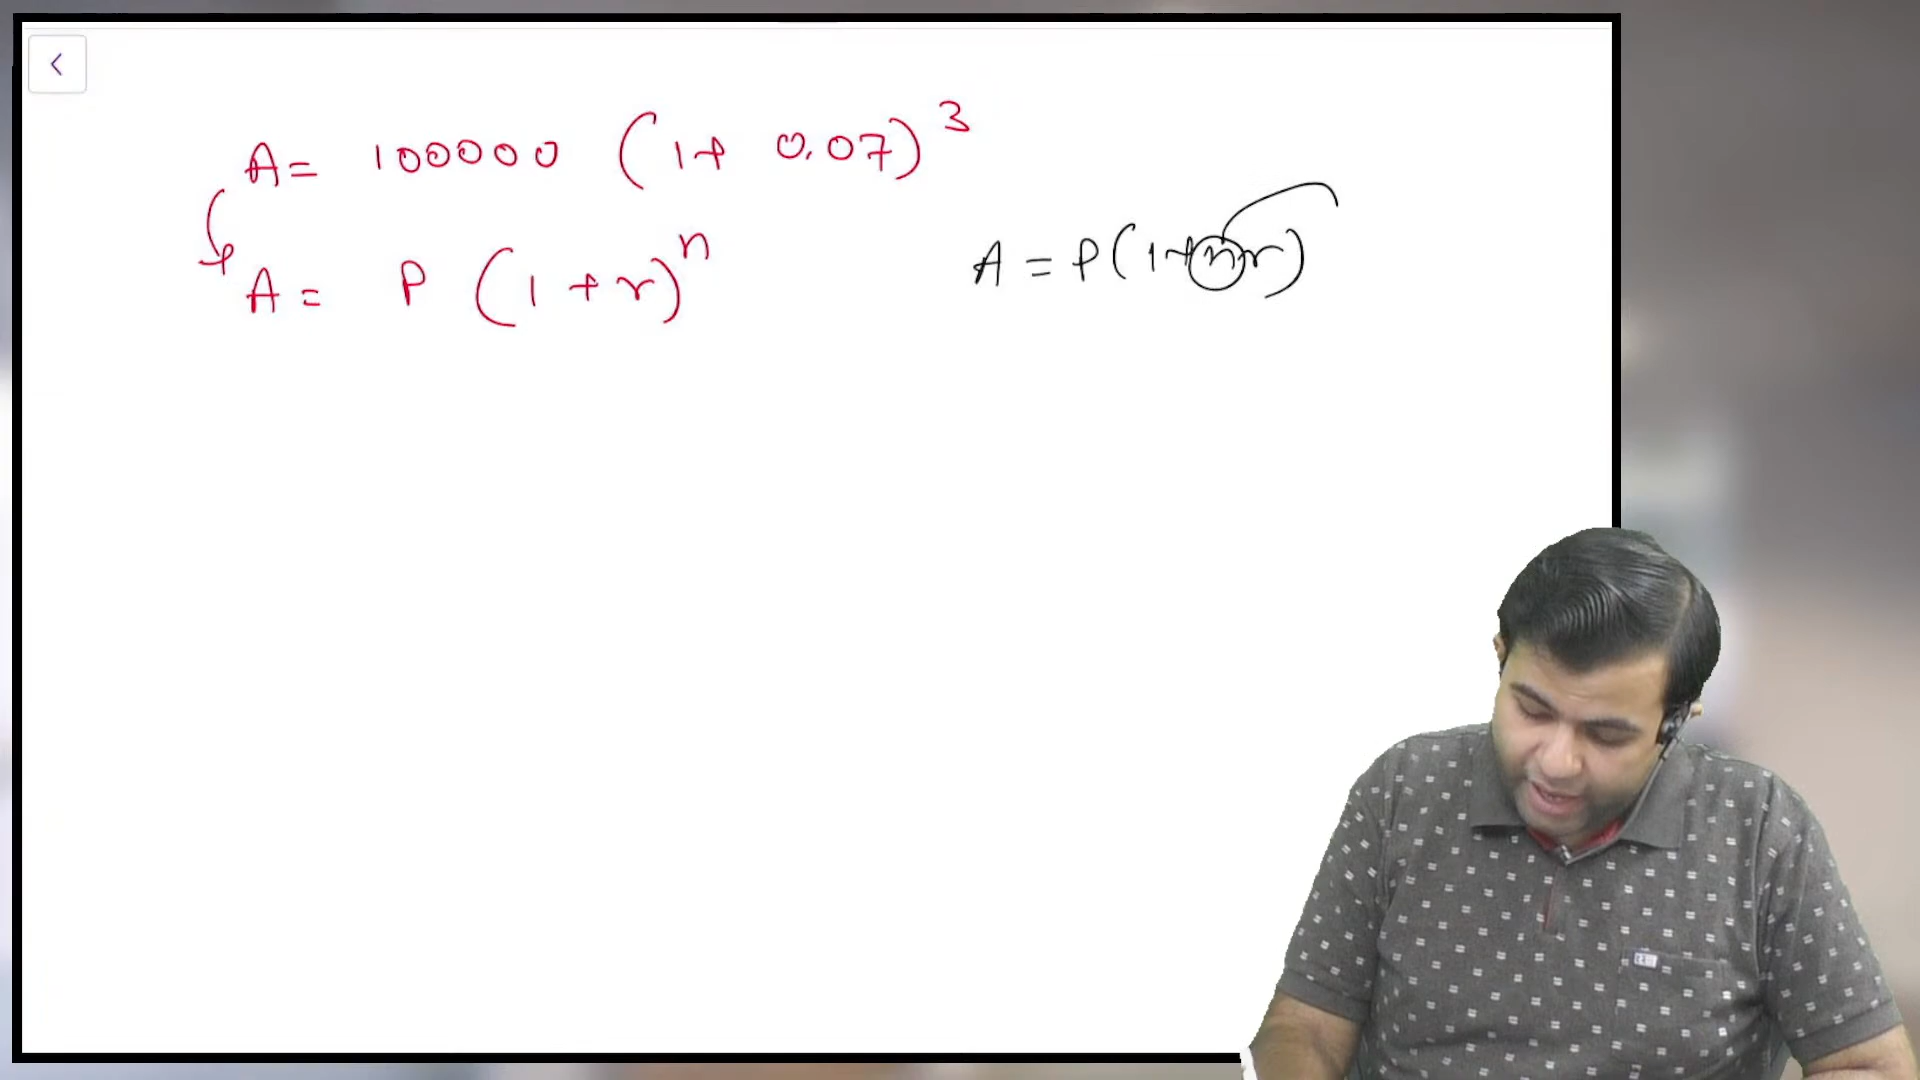 A = 100000 (1+ 0.07)^3
A = P (1 + r)^n
A = P(1+nr)